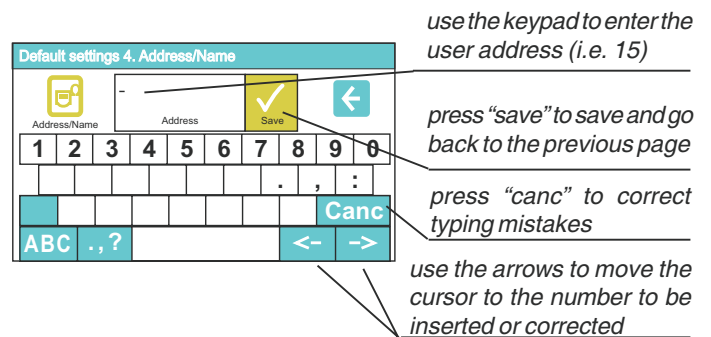 use the keypad to enter the
user address (i.e. 15)
Default settings 4. Address/Name
-
Address/Name
Address
Save
press “save” to save and go
back to the previous page
1 2 3 4 5 6 7 8 9 0
. , :
Canc
press “canc” to correct
typing mistakes
ABC .,? <- ->
use the arrows to move the
cursor to the number to be
inserted or corrected